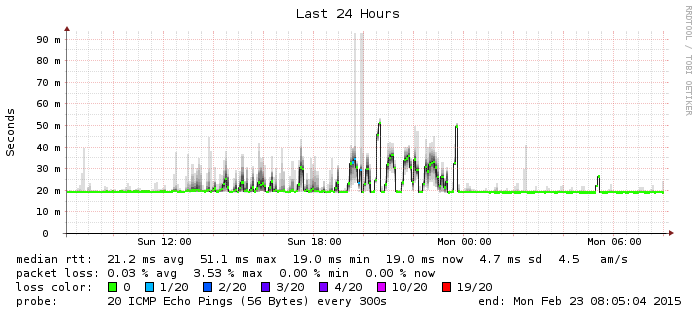 Last 24 Hours
RRDTOOL / TOBI OETIKER
Seconds
90 m
80 m
70 m
60 m
50 m
40 m
30 m
20 m
10 m
0
Sun 12:00 Sun 18:00 Mon 00:00 Mon 06:00
median rtt: 21.2 ms avg 51.1 ms max 19.0 ms min 19.0 ms now 4.7 ms sd 4.5 am/s
packet loss: 0.03 % avg 3.53 % max 0.00 % min 0.00 % now
loss color: 0 1/20 2/20 3/20 4/20 10/20 19/20
probe: 20 ICMP Echo Pings (56 Bytes) every 300s end: Mon Feb 23 08:05:04 2015